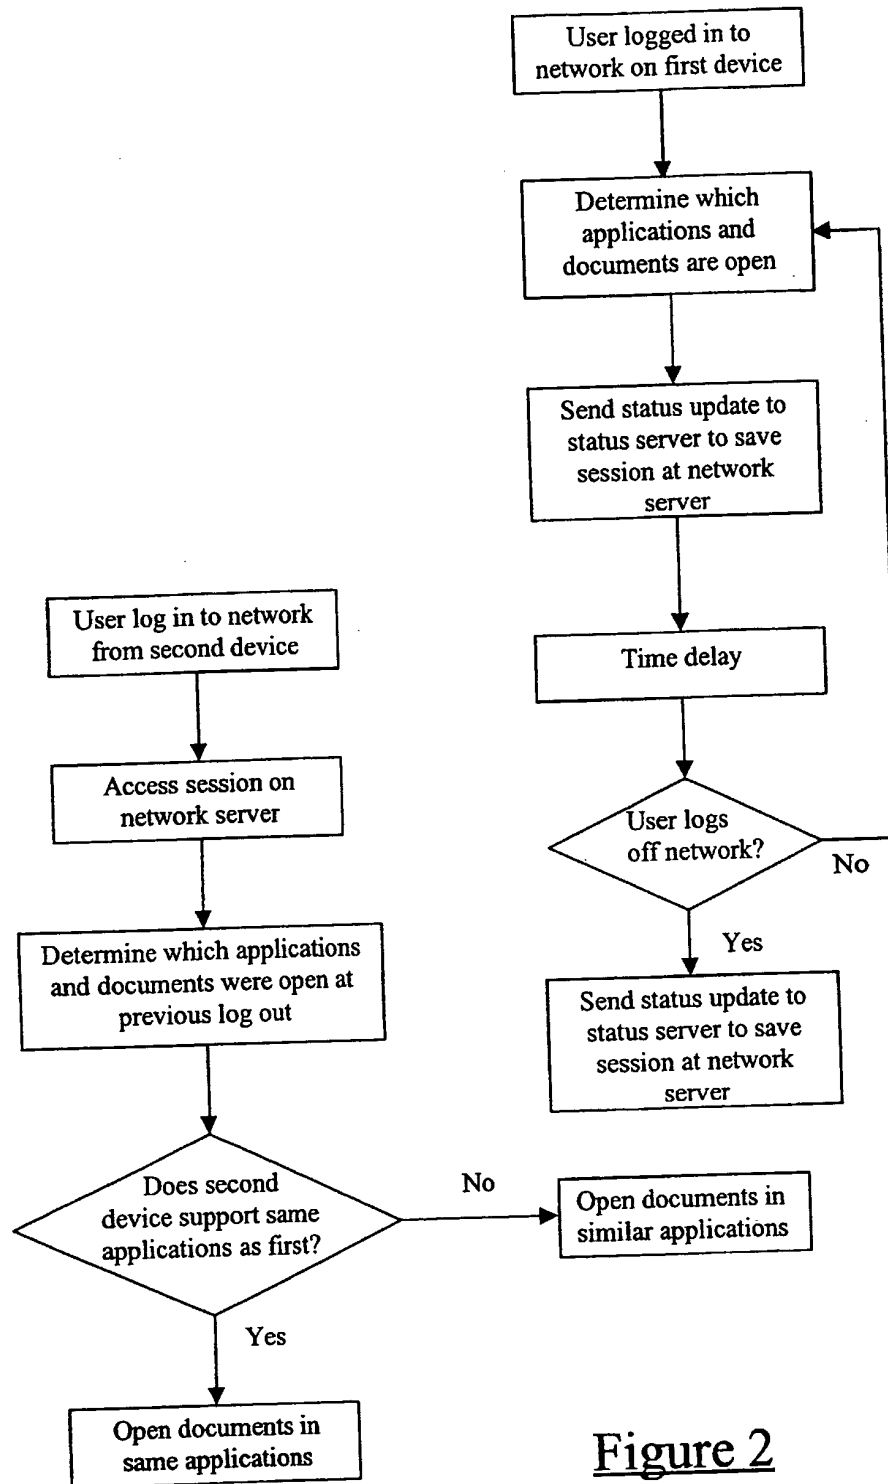 User logged in to
network on first device
Determine which
applications and
documents are open
Send status update to
status server to save
session at network
server
Time delay
User logs
off network?
No
Yes
Send status update to
status server to save
session at network
server
User log in to network
from second device
Access session on
network server
Determine which applications
and documents were open at
previous log out
Does second
device support same
applications as first?
No
Open documents in
similar applications
Yes
Open documents in
same applications
Figure 2